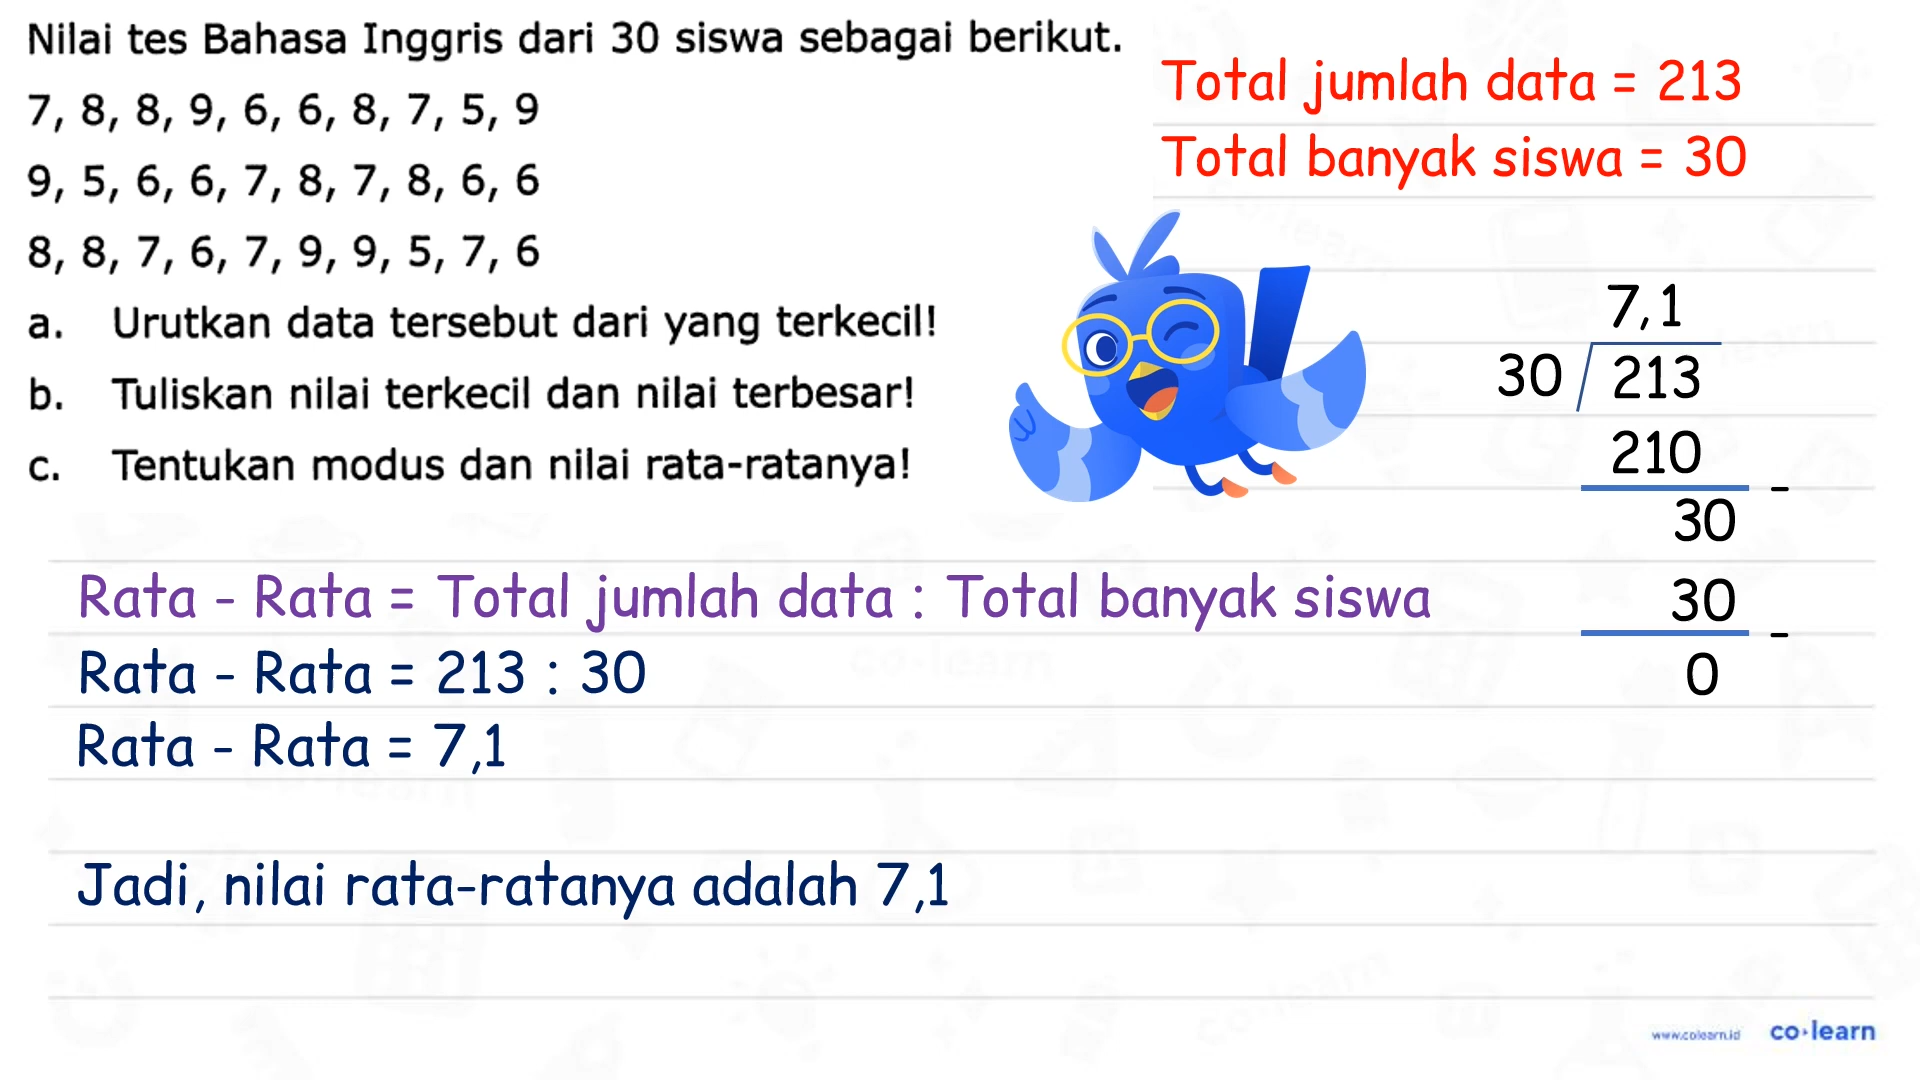 Nilai tes Bahasa Inggris dari 30 siswa sebagai berikut.
7, 8, 8, 9, 6, 6, 8, 7, 5, 9
9, 5, 6, 6, 7, 8, 7, 8, 6, 6
8, 8, 7, 6, 7, 9, 9, 5, 7, 6
a. Urutkan data tersebut dari yang terkecil!
b. Tuliskan nilai terkecil dan nilai terbesar!
c. Tentukan modus dan nilai rata-ratanya!
Total jumlah data = 213
Total banyak siswa = 30
7,1
30 213
210
-
30
30
-
0
Rata - Rata = Total jumlah data : Total banyak siswa
Rata - Rata = 213 : 30
Rata - Rata = 7,1
Jadi, nilai rata-ratanya adalah 7,1
www.colearn.id co·learn